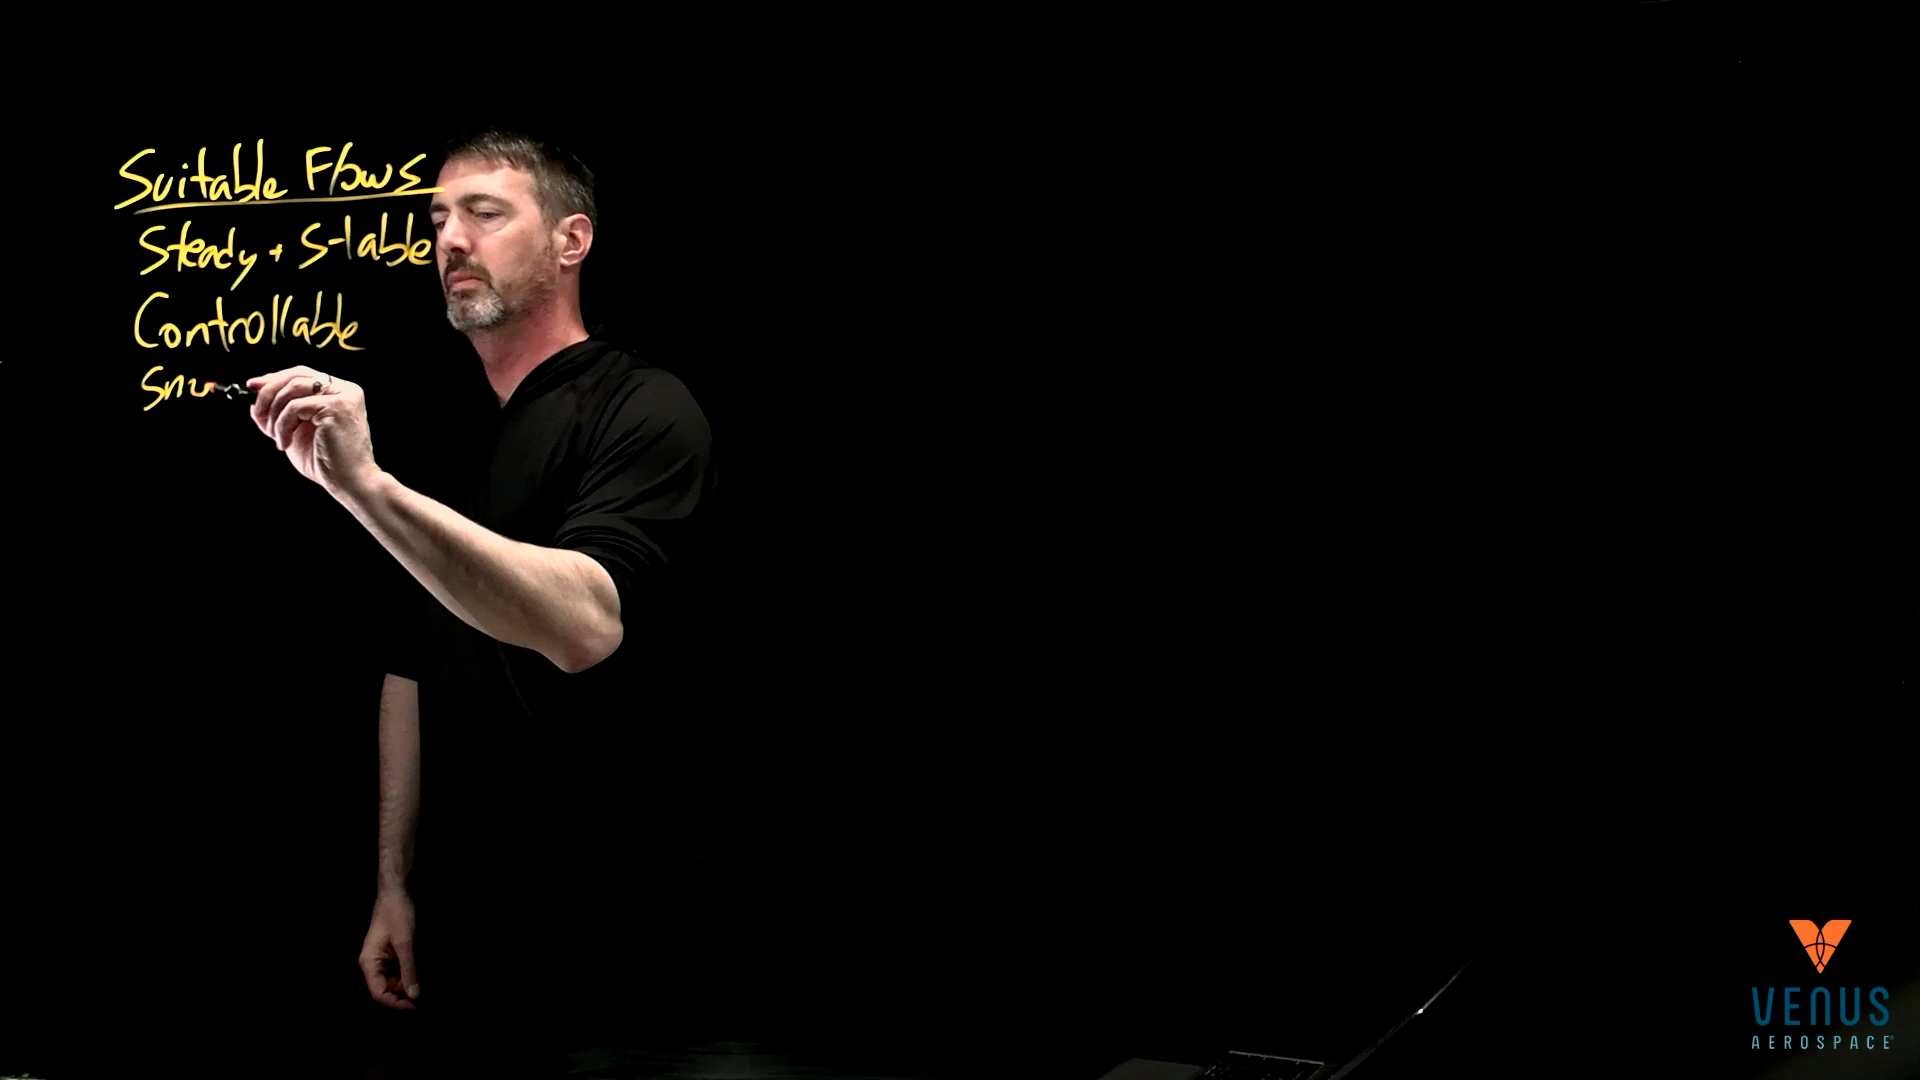 Suitable Flows
Steady + Stable
Controllable
VENUS
AEROSPACE